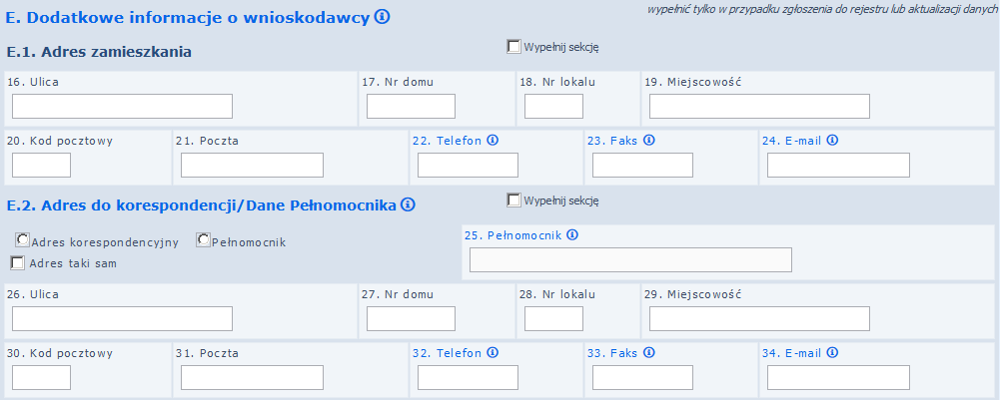 E. Dodatkowe informacje o wnioskodawcy
wypełnić tylko w przypadku zgłoszenia do rejestru lub aktualizacji danych
E.1. Adres zamieszkania
Wypełnij sekcję
16. Ulica 17. Nr domu 18. Nr lokalu 19. Miejscowość
20. Kod pocztowy 21. Poczta 22. Telefon 23. Faks 24. E-mail
E.2. Adres do korespondencji/Dane Pełnomocnika
Wypełnij sekcję
Adres korespondencyjny Pełnomocnik 25. Pełnomocnik
Adres taki sam
26. Ulica 27. Nr domu 28. Nr lokalu 29. Miejscowość
30. Kod pocztowy 31. Poczta 32. Telefon 33. Faks 34. E-mail